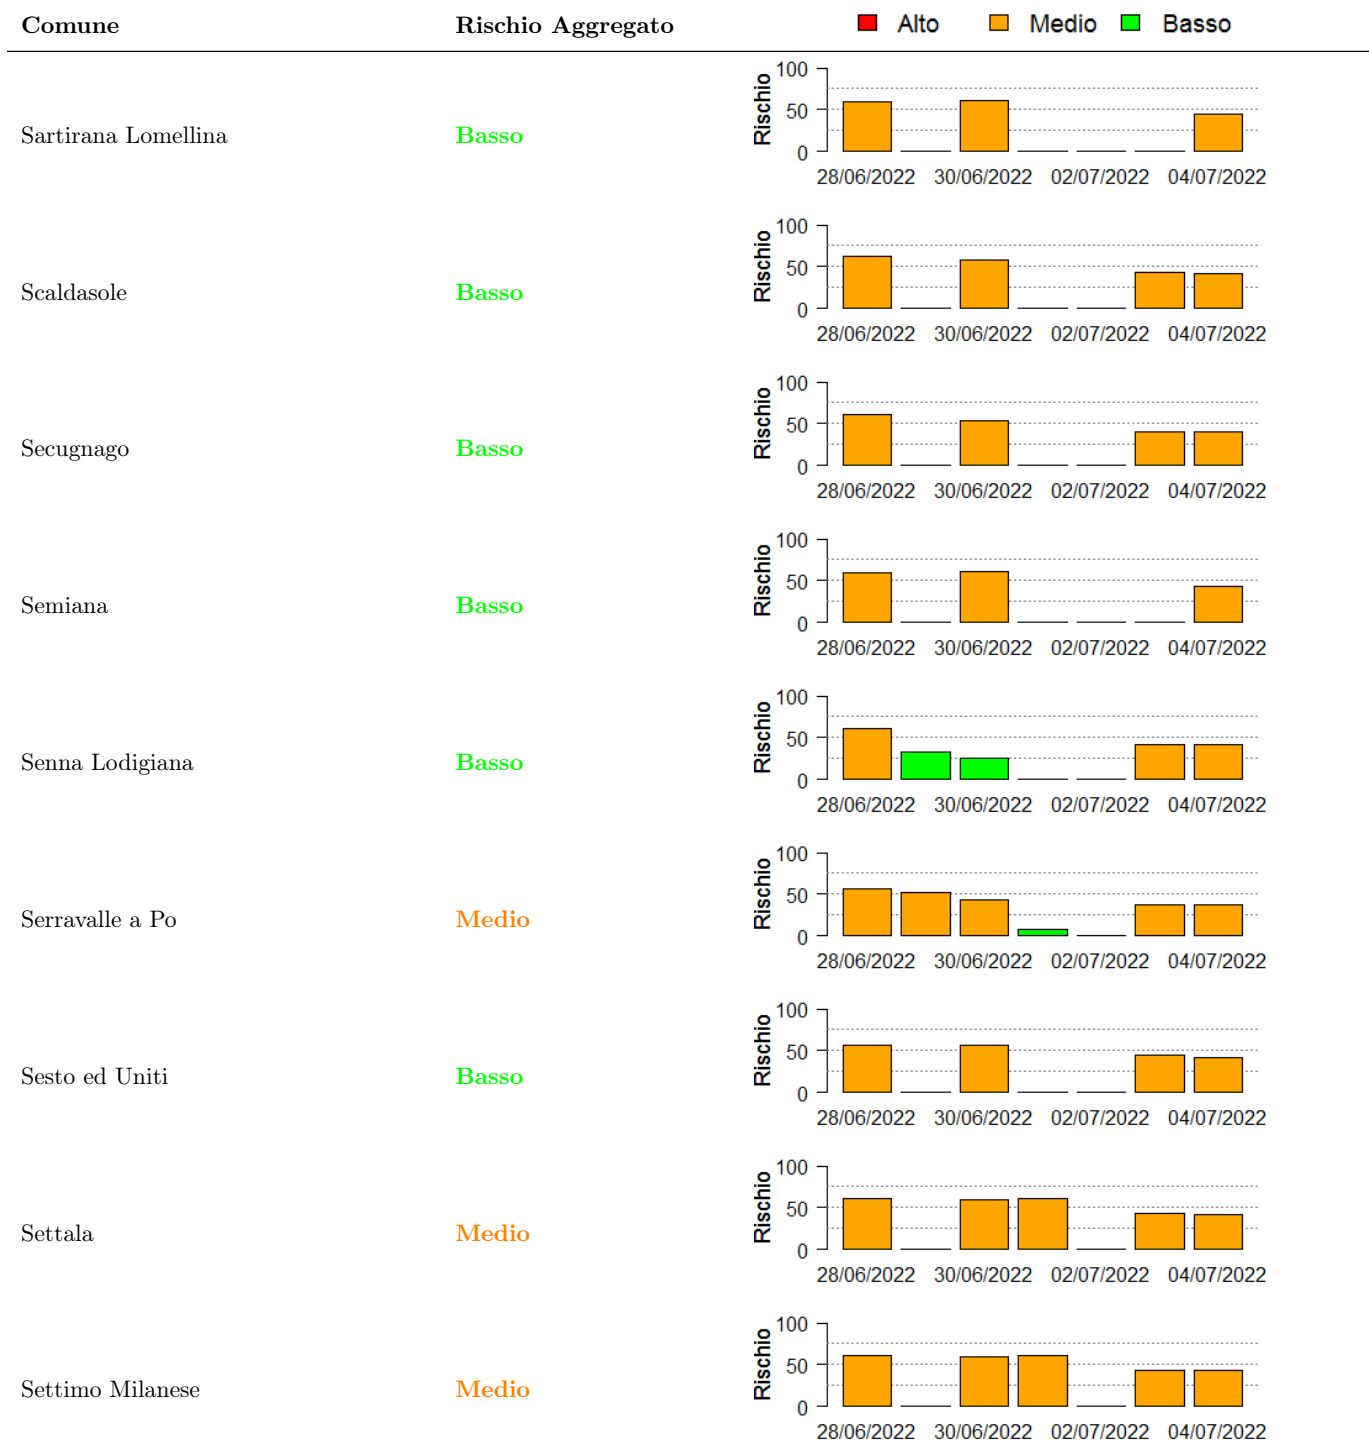 Comune Rischio Aggregato Alto Medio Basso
Sartirana Lomellina Basso
Rischio
100
50
0
28/06/2022 30/06/2022 02/07/2022 04/07/2022
Scaldasole Basso
Rischio
100
50
0
28/06/2022 30/06/2022 02/07/2022 04/07/2022
Secugnago Basso
Rischio
100
50
0
28/06/2022 30/06/2022 02/07/2022 04/07/2022
Semiana Basso
Rischio
100
50
0
28/06/2022 30/06/2022 02/07/2022 04/07/2022
Senna Lodigiana Basso
Rischio
100
50
0
28/06/2022 30/06/2022 02/07/2022 04/07/2022
Serravalle a Po Medio
Rischio
100
50
0
28/06/2022 30/06/2022 02/07/2022 04/07/2022
Sesto ed Uniti Basso
Rischio
100
50
0
28/06/2022 30/06/2022 02/07/2022 04/07/2022
Settala Medio
Rischio
100
50
0
28/06/2022 30/06/2022 02/07/2022 04/07/2022
Settimo Milanese Medio
Rischio
100
50
0
28/06/2022 30/06/2022 02/07/2022 04/07/2022